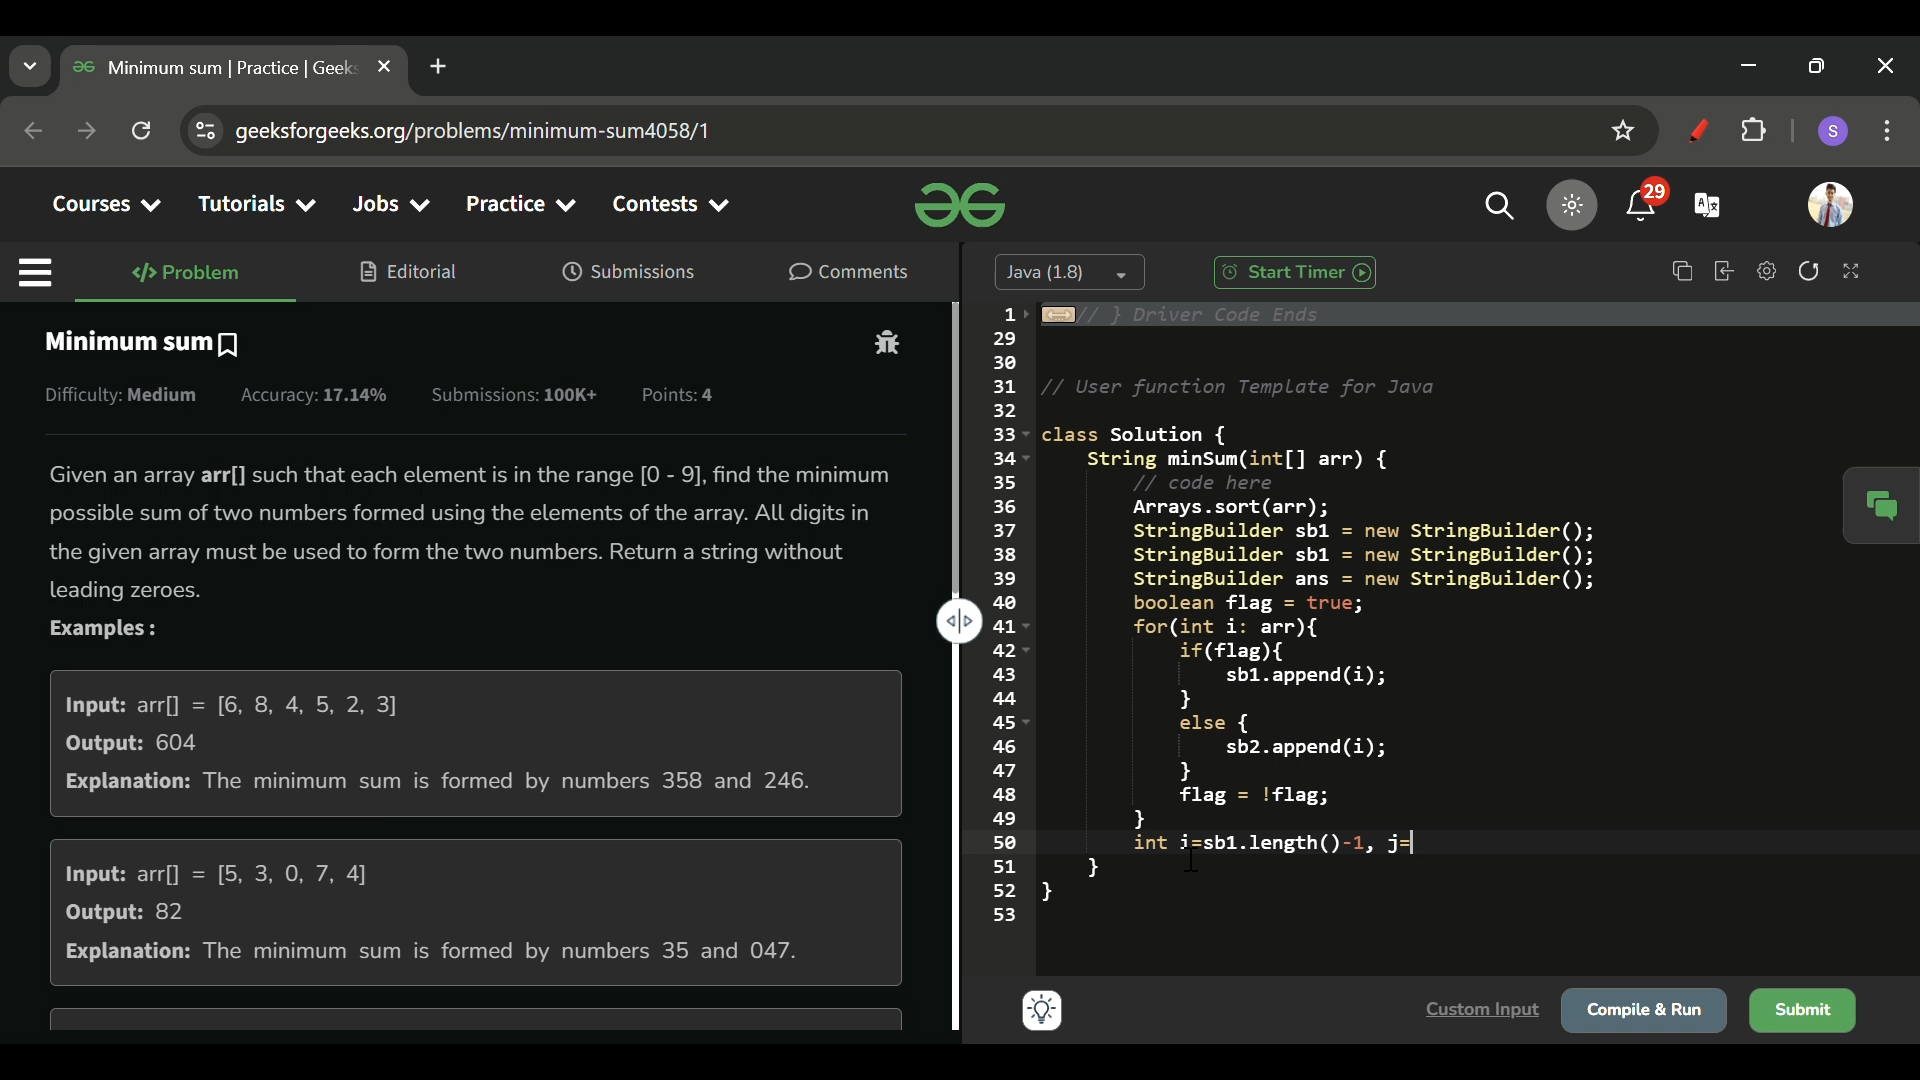 Minimum sum | Practice | Geeks
geeksforgeeks.org/problems/minimum-sum4058/1
S
Courses Tutorials Jobs Practice Contests
29
Problem Editorial Submissions Comments
Java (1.8) Start Timer
Minimum sum
Difficulty: Medium Accuracy: 17.14% Submissions: 100K+ Points: 4
Given an array arr[] such that each element is in the range [0 - 9], find the minimum
possible sum of two numbers formed using the elements of the array. All digits in
the given array must be used to form the two numbers. Return a string without
leading zeroes.
Examples :
Input: arr[] = [6, 8, 4, 5, 2, 3]
Output: 604
Explanation: The minimum sum is formed by numbers 358 and 246.
Input: arr[] = [5, 3, 0, 7, 4]
Output: 82
Explanation: The minimum sum is formed by numbers 35 and 047.
1 // } Driver Code Ends
29
30
31 // User function Template for Java
32
33 class Solution {
34 String minSum(int[] arr) {
35 // code here
36 Arrays.sort(arr);
37 StringBuilder sb1 = new StringBuilder();
38 StringBuilder sb1 = new StringBuilder();
39 StringBuilder ans = new StringBuilder();
40 boolean flag = true;
41 for(int i: arr){
42 if(flag){
43 sb1.append(i);
44 }
45 else {
46 sb2.append(i);
47 }
48 flag = !flag;
49 }
50 int i=sb1.length()-1, j=
51 }
52 }
53
Custom Input Compile & Run Submit